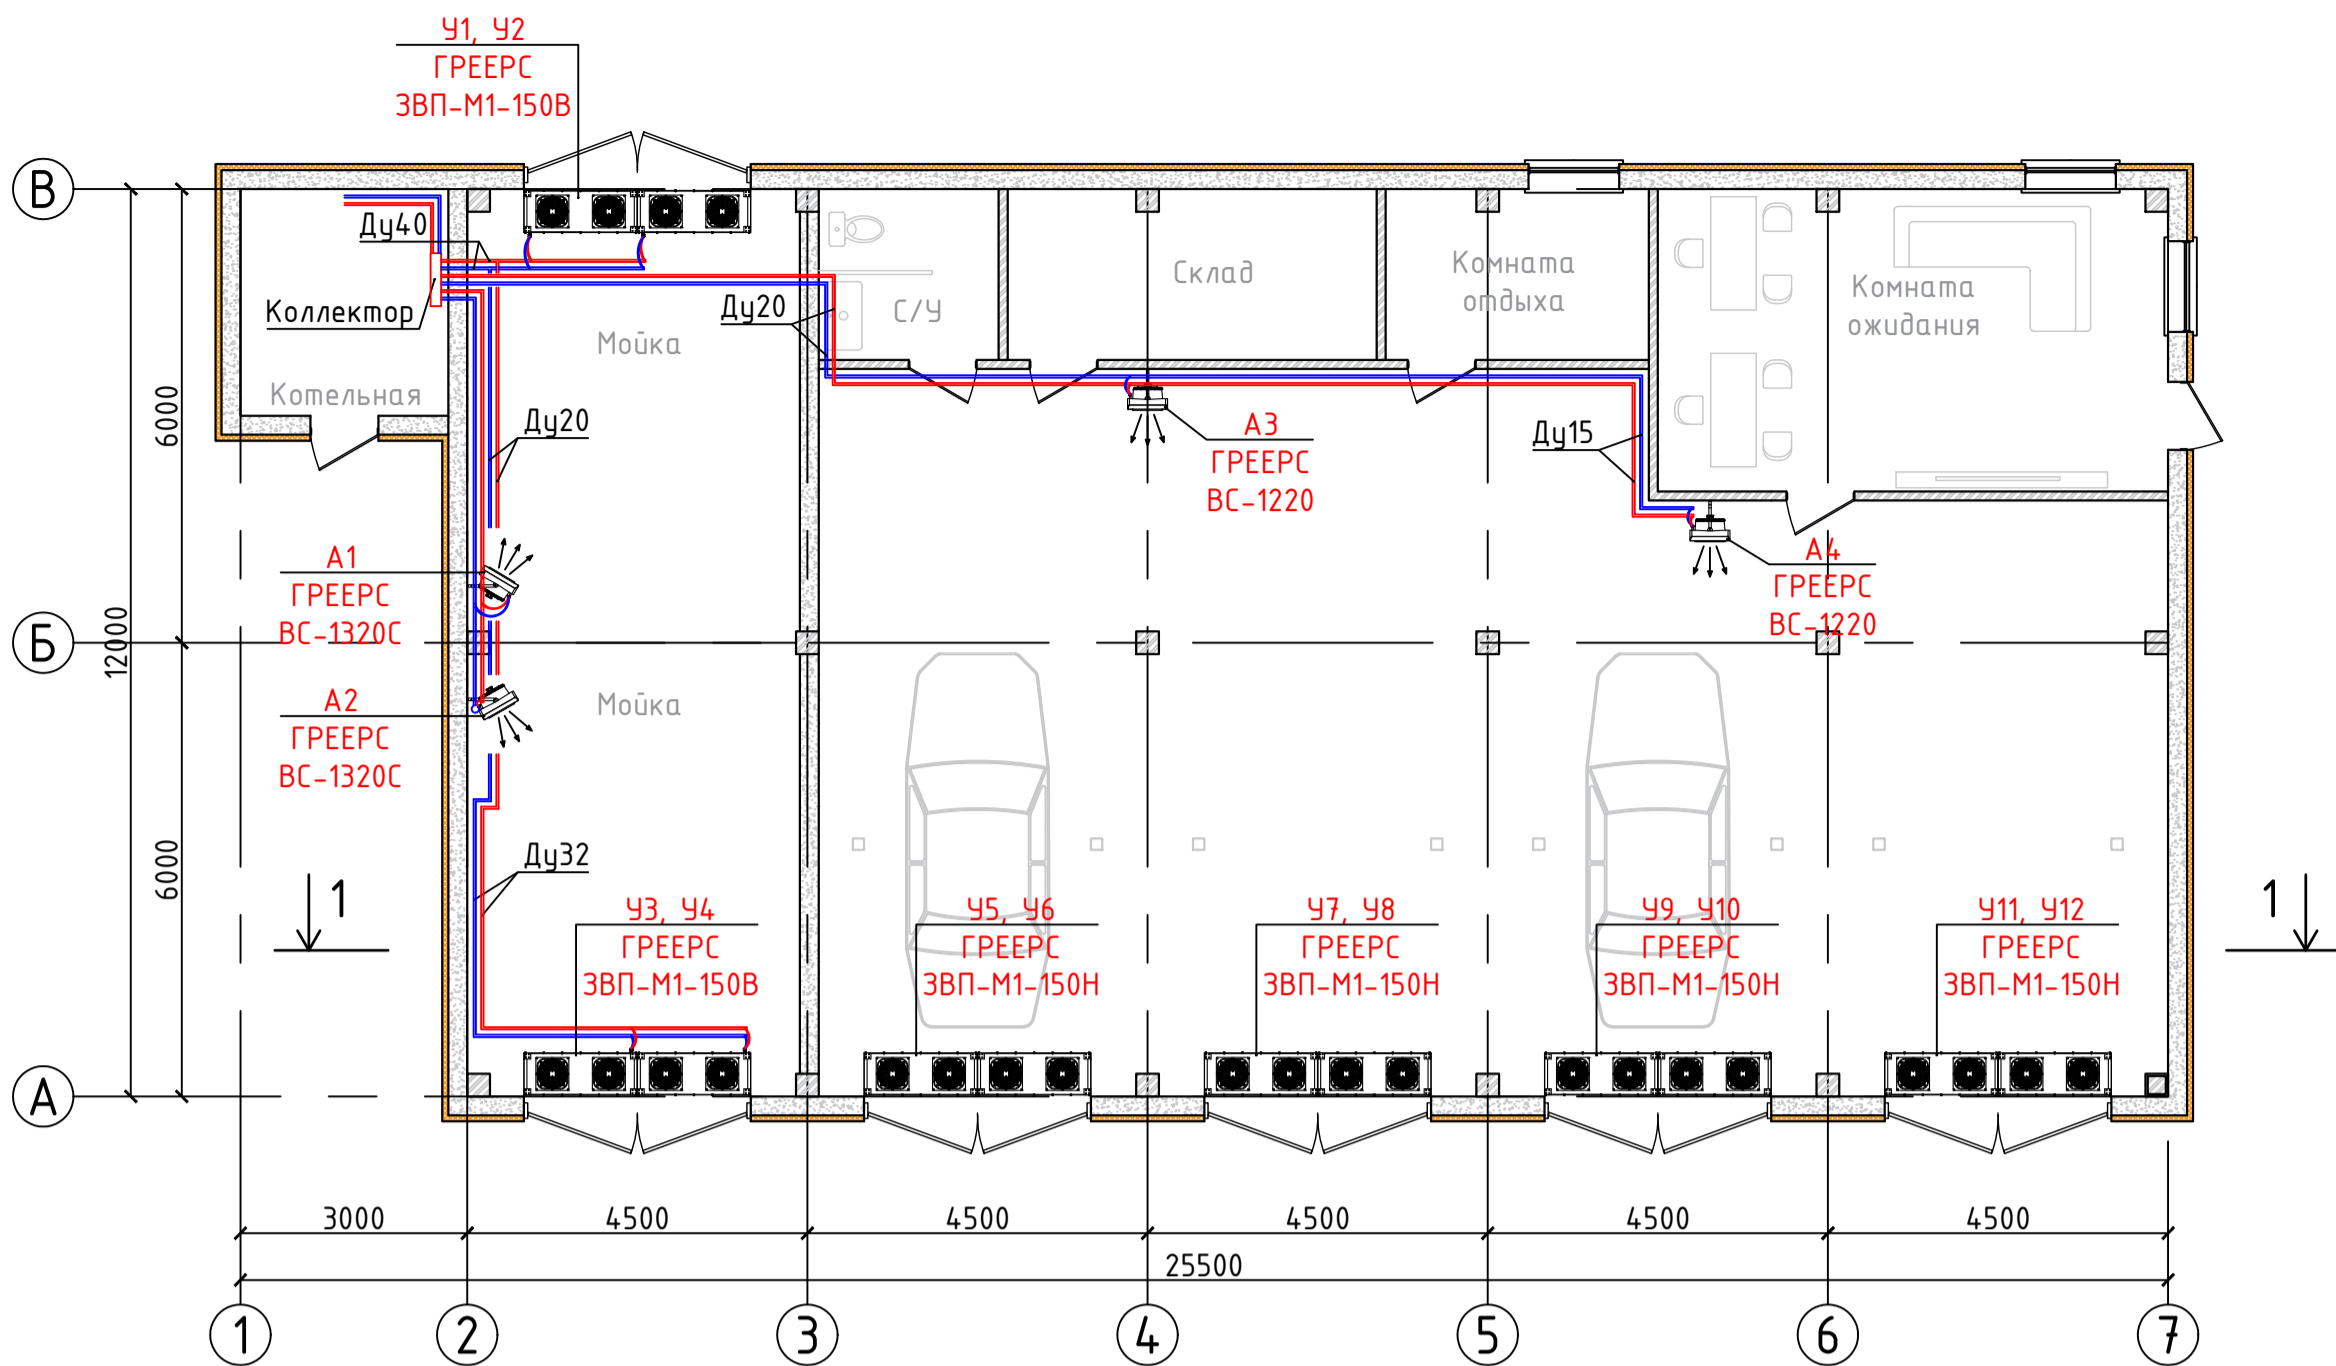 У1, У2
ГРЕЕРС
ЗВП-М1-150В
В
Ду40
Коллектор
Котельная
Мойка
Ду20
С/У
Склад
Комната
отдыха
Комната
ожидания
6000
Ду20
А3
ГРЕЕРС
ВС-1220
Ду15
А4
ГРЕЕРС
ВС-1220
А1
ГРЕЕРС
ВС-1320С
Б
12000
А2
ГРЕЕРС
ВС-1320С
Мойка
6000
Ду32
1
1
У3, У4
ГРЕЕРС
ЗВП-М1-150В
У5, У6
ГРЕЕРС
ЗВП-М1-150Н
У7, У8
ГРЕЕРС
ЗВП-М1-150Н
У9, У10
ГРЕЕРС
ЗВП-М1-150Н
У11, У12
ГРЕЕРС
ЗВП-М1-150Н
А
3000
4500
4500
4500
4500
4500
25500
1
2
3
4
5
6
7